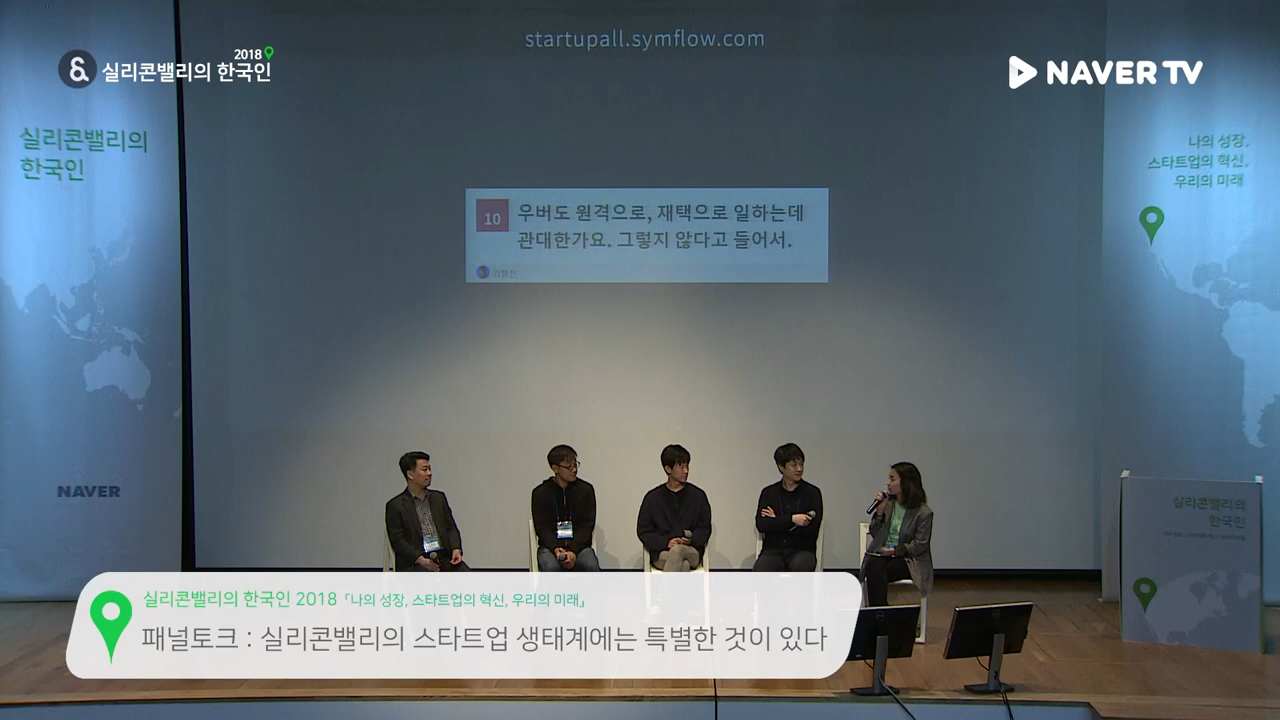 startupall.symflow.com
2018
실리콘밸리의 한국인
NAVER TV
실리콘밸리의
한국인
나의 성장,
스타트업의 혁신,
우리의 미래
10
우버도 원격으로, 재택으로 일하는데
관대한가요. 그렇지 않다고 들어서.
NAVER
실리콘밸리의
한국인
실리콘밸리의 한국인 2018 「나의 성장, 스타트업의 혁신, 우리의 미래」
패널토크 : 실리콘밸리의 스타트업 생태계에는 특별한 것이 있다